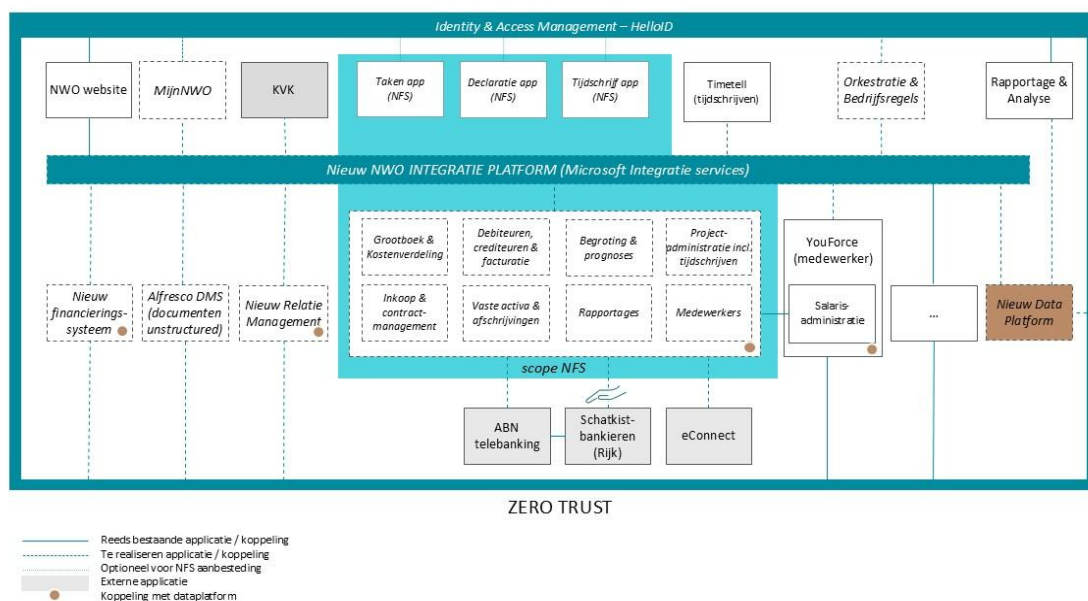 Identity & Access Management – HelloID
NWO website
MijnNWO
KVK
Taken app
(NFS)
Declaratie app
(NFS)
Tijdschrijf app
(NFS)
Timetell
(tijdschrijven)
Orkestratie &
Bedrijfsregels
Rapportage &
Analyse
Nieuw NWO INTEGRATIE PLATFORM (Microsoft Integratie services)
Grootboek &
Kostenverdeling
Debiteuren,
crediteuren &
facturatie
Begroting &
prognoses
Project-
administratie incl.
tijdschrijven
YouForce
(medewerker)
Nieuw
financierings-
systeem
Alfresco DMS
(documenten
unstructured)
Nieuw Relatie
Management
Inkoop &
contract-
management
Vaste activa &
afschrijvingen
Rapportages
Medewerkers
Salaris-
administratie
...
Nieuw Data
Platform
scope NFS
ABN
telebanking
Schatkist-
bankieren
(Rijk)
eConnect
ZERO TRUST
Reeds bestaande applicatie / koppeling
Te realiseren applicatie / koppeling
Optioneel voor NFS aanbesteding
Externe applicatie
Koppeling met dataplatform